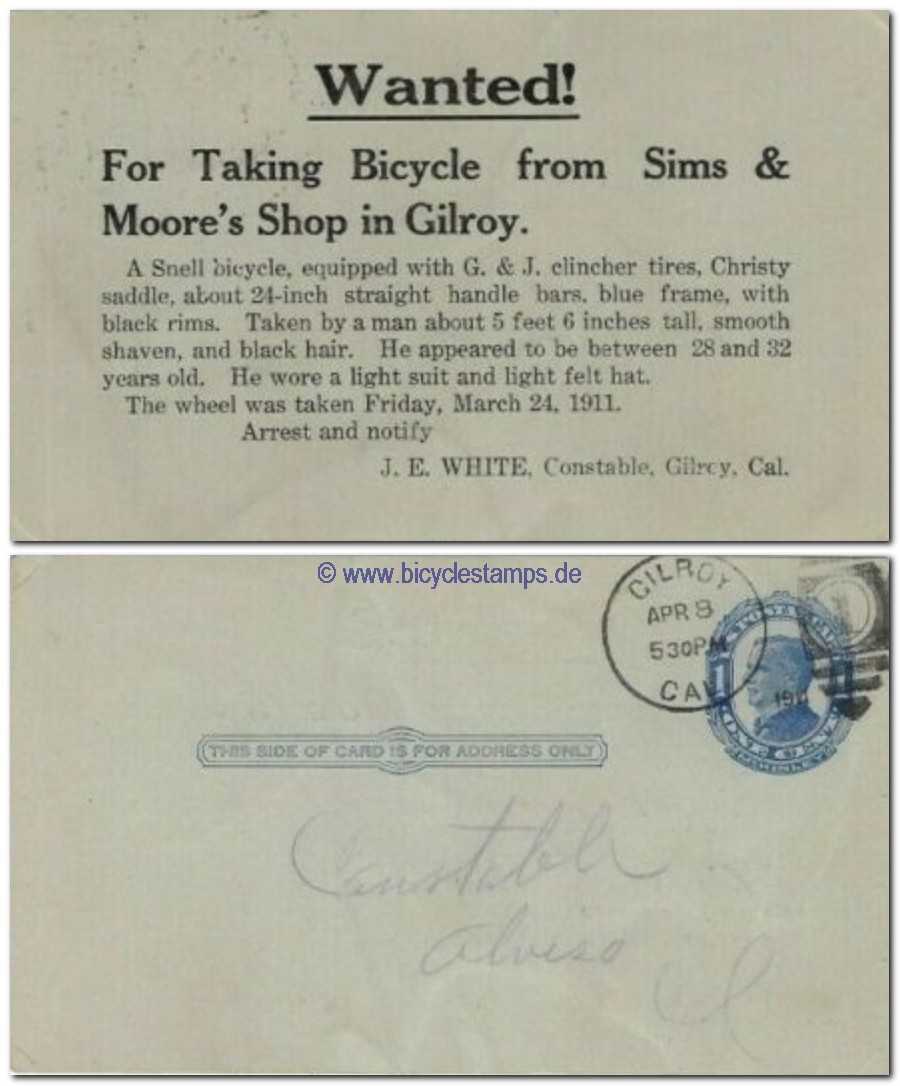 Wanted!
For Taking Bicycle from Sims &
Moore's Shop in Gilroy.
A Snell bicycle, equipped with G. & J. clincher tires, Christy
saddle, about 24-inch straight handle bars, blue frame, with
black rims. Taken by a man about 5 feet 6 inches tall, smooth
shaven, and black hair. He appeared to be between 28 and 32
years old. He wore a light suit and light felt hat.
The wheel was taken Friday, March 24, 1911.
Arrest and notify
J. E. WHITE, Constable, Gilroy, Cal.
© www.bicyclestamps.de
GILROY
APR 8
530PM
CAL
1911
1 1
THIS SIDE OF CARD IS FOR ADDRESS ONLY
Constable
Alviso